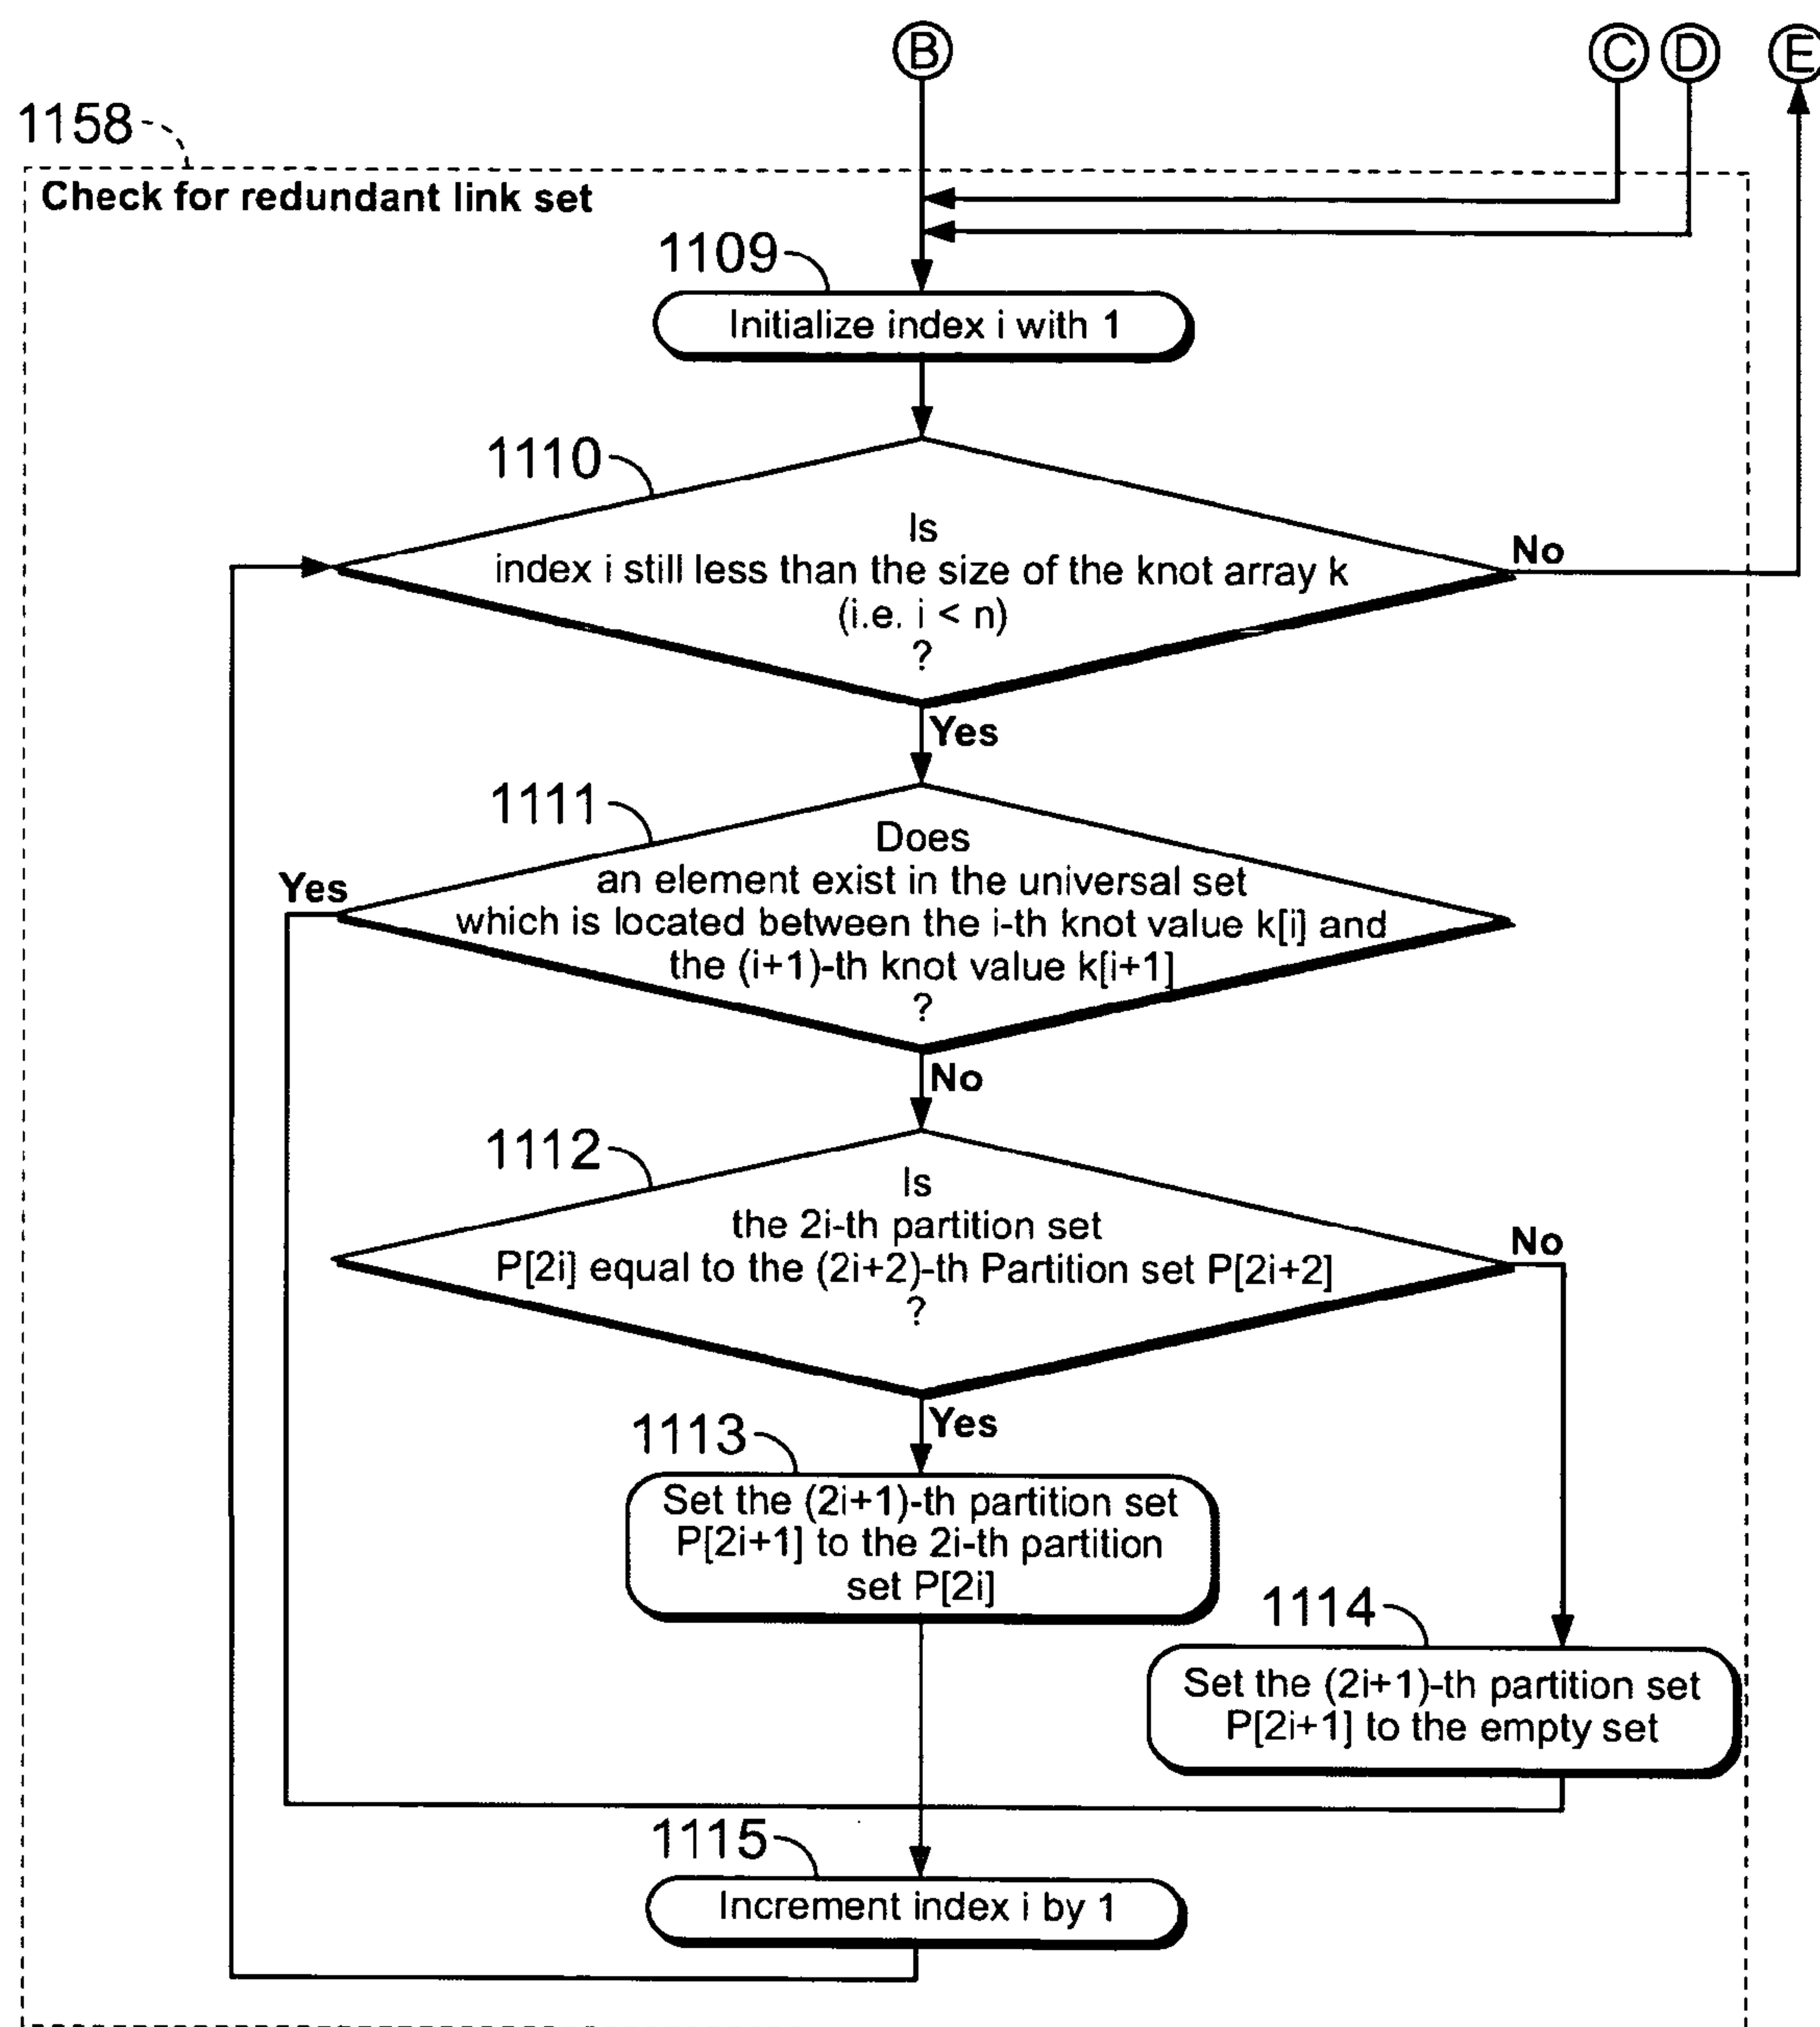 B
C
D
E
1158
Check for redundant link set
1109
Initialize index i with 1
1110
Is
index i still less than the size of the knot array k
(i.e. i < n)
?
No
Yes
1111
Does
an element exist in the universal set
which is located between the i-th knot value k[i] and
the (i+1)-th knot value k[i+1]
?
Yes
No
1112
Is
the 2i-th partition set
P[2i] equal to the (2i+2)-th Partition set P[2i+2]
?
No
Yes
1113
Set the (2i+1)-th partition set
P[2i+1] to the 2i-th partition
set P[2i]
1114
Set the (2i+1)-th partition set
P[2i+1] to the empty set
1115
Increment index i by 1